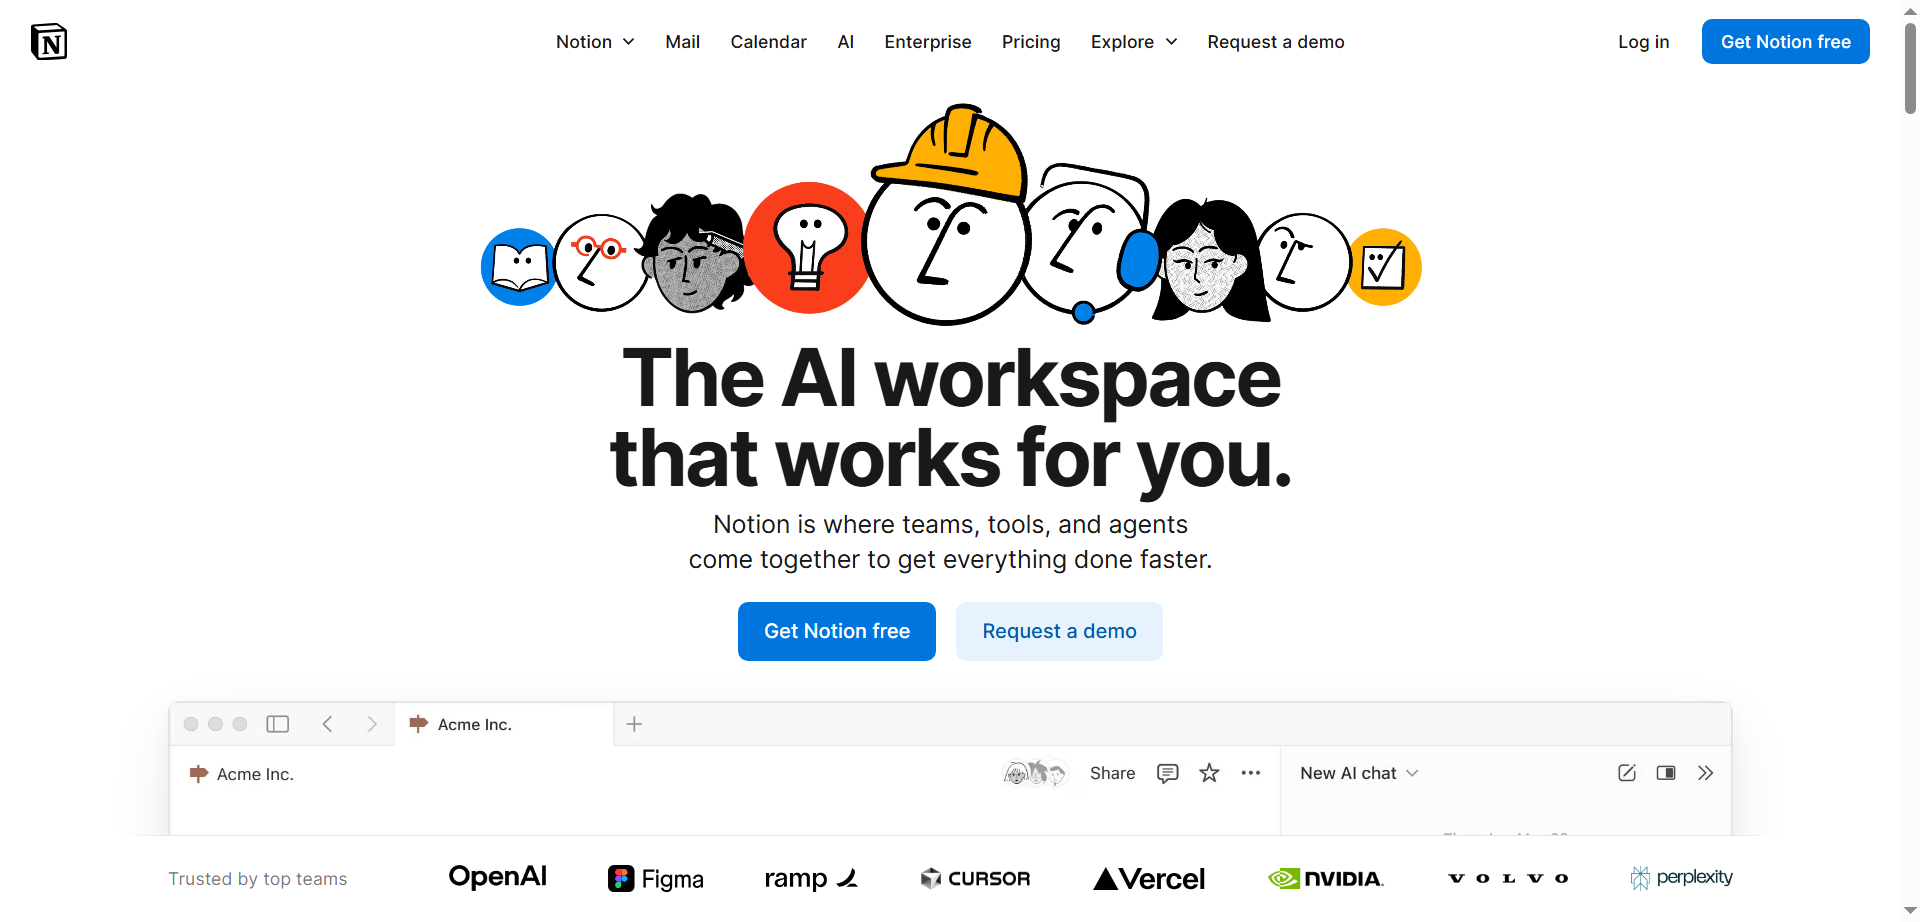 N
Notion
Mail
Calendar
AI
Enterprise
Pricing
Explore
Request a demo
Log in
Get Notion free
The AI workspace
that works for you.
Notion is where teams, tools, and agents
come together to get everything done faster.
Get Notion free
Request a demo
Acme Inc.
Acme Inc.
Share
New AI chat
Trusted by top teams
OpenAI
Figma
ramp
CURSOR
Vercel
NVIDIA.
VOLVO
perplexity